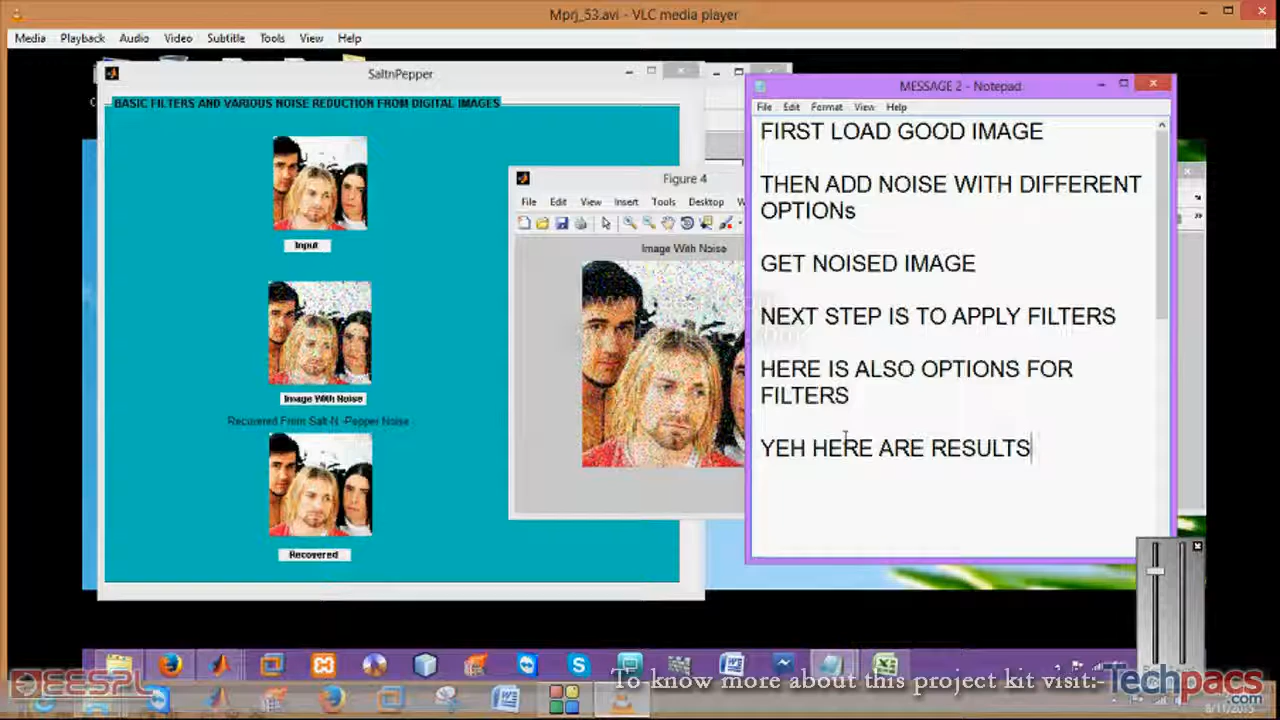 Mprj_53.avi - VLC media player
Media Playback Audio Video Subtitle Tools View Help
SaltnPepper
BASIC FILTERS AND VARIOUS NOISE REDUCTION FROM DIGITAL IMAGES
Input
Image With Noise
Recovered From Salt-N -Pepper Noise
Recovered
Figure 4
File Edit View Insert Tools Desktop
Image With Noise
MESSAGE 2 - Notepad
File Edit Format View Help
FIRST LOAD GOOD IMAGE
THEN ADD NOISE WITH DIFFERENT
OPTIONs
GET NOISED IMAGE
NEXT STEP IS TO APPLY FILTERS
HERE IS ALSO OPTIONS FOR
FILTERS
YEH HERE ARE RESULTS
To know more about this project kit visit:- Techpacs.com